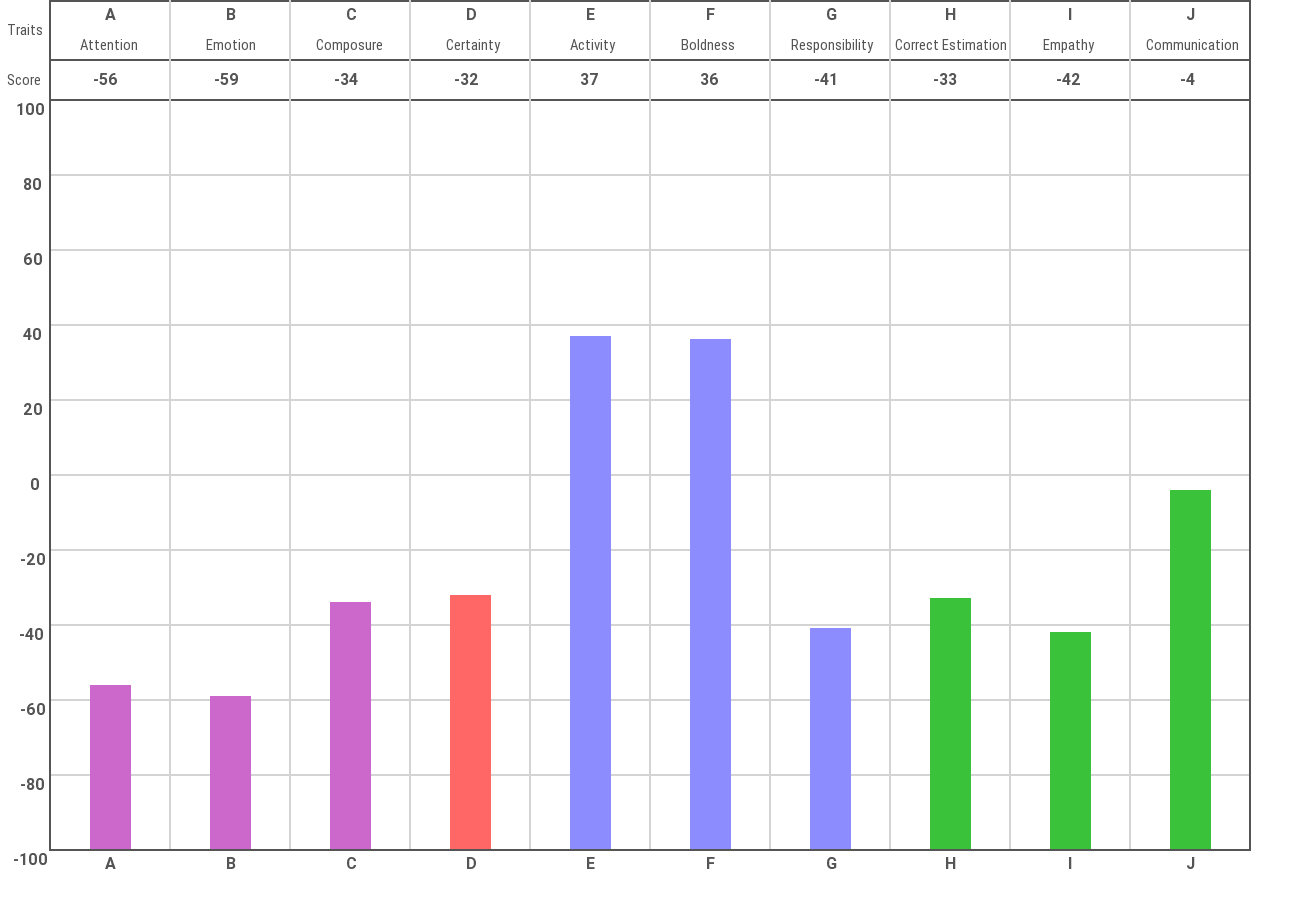 Traits A B C D E F G H I J
Attention Emotion Composure Certainty Activity Boldness Responsibility Correct Estimation Empathy Communication
Score -56 -59 -34 -32 37 36 -41 -33 -42 -4
100
80
60
40
20
0
-20
-40
-60
-80
-100
A B C D E F G H I J